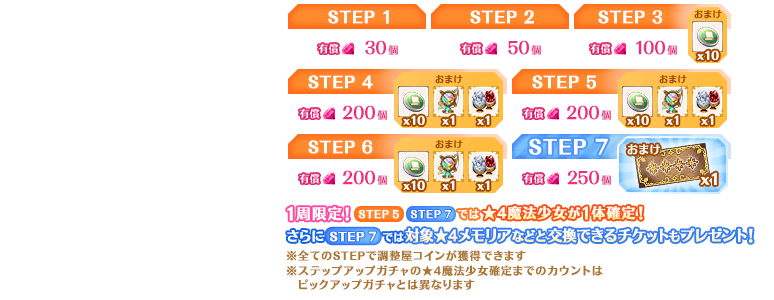 STEP 1
有償 30個
STEP 2
有償 50個
STEP 3
有償 100個
おまけ
x10
STEP 4
有償 200個
おまけ
x10 x1 x1
STEP 5
有償 200個
おまけ
x10 x1 x1
STEP 6
有償 200個
おまけ
x10 x1 x1
STEP 7
有償 250個
おまけ
x1
1周限定! STEP 5 STEP 7 では★4魔法少女が1体確定!
さらに STEP 7 では対象★4メモリアなどと交換できるチケットもプレゼント!
※全てのSTEPで調整屋コインが獲得できます
※ステップアップガチャの★4魔法少女確定までのカウントは
ピックアップガチャとは異なります